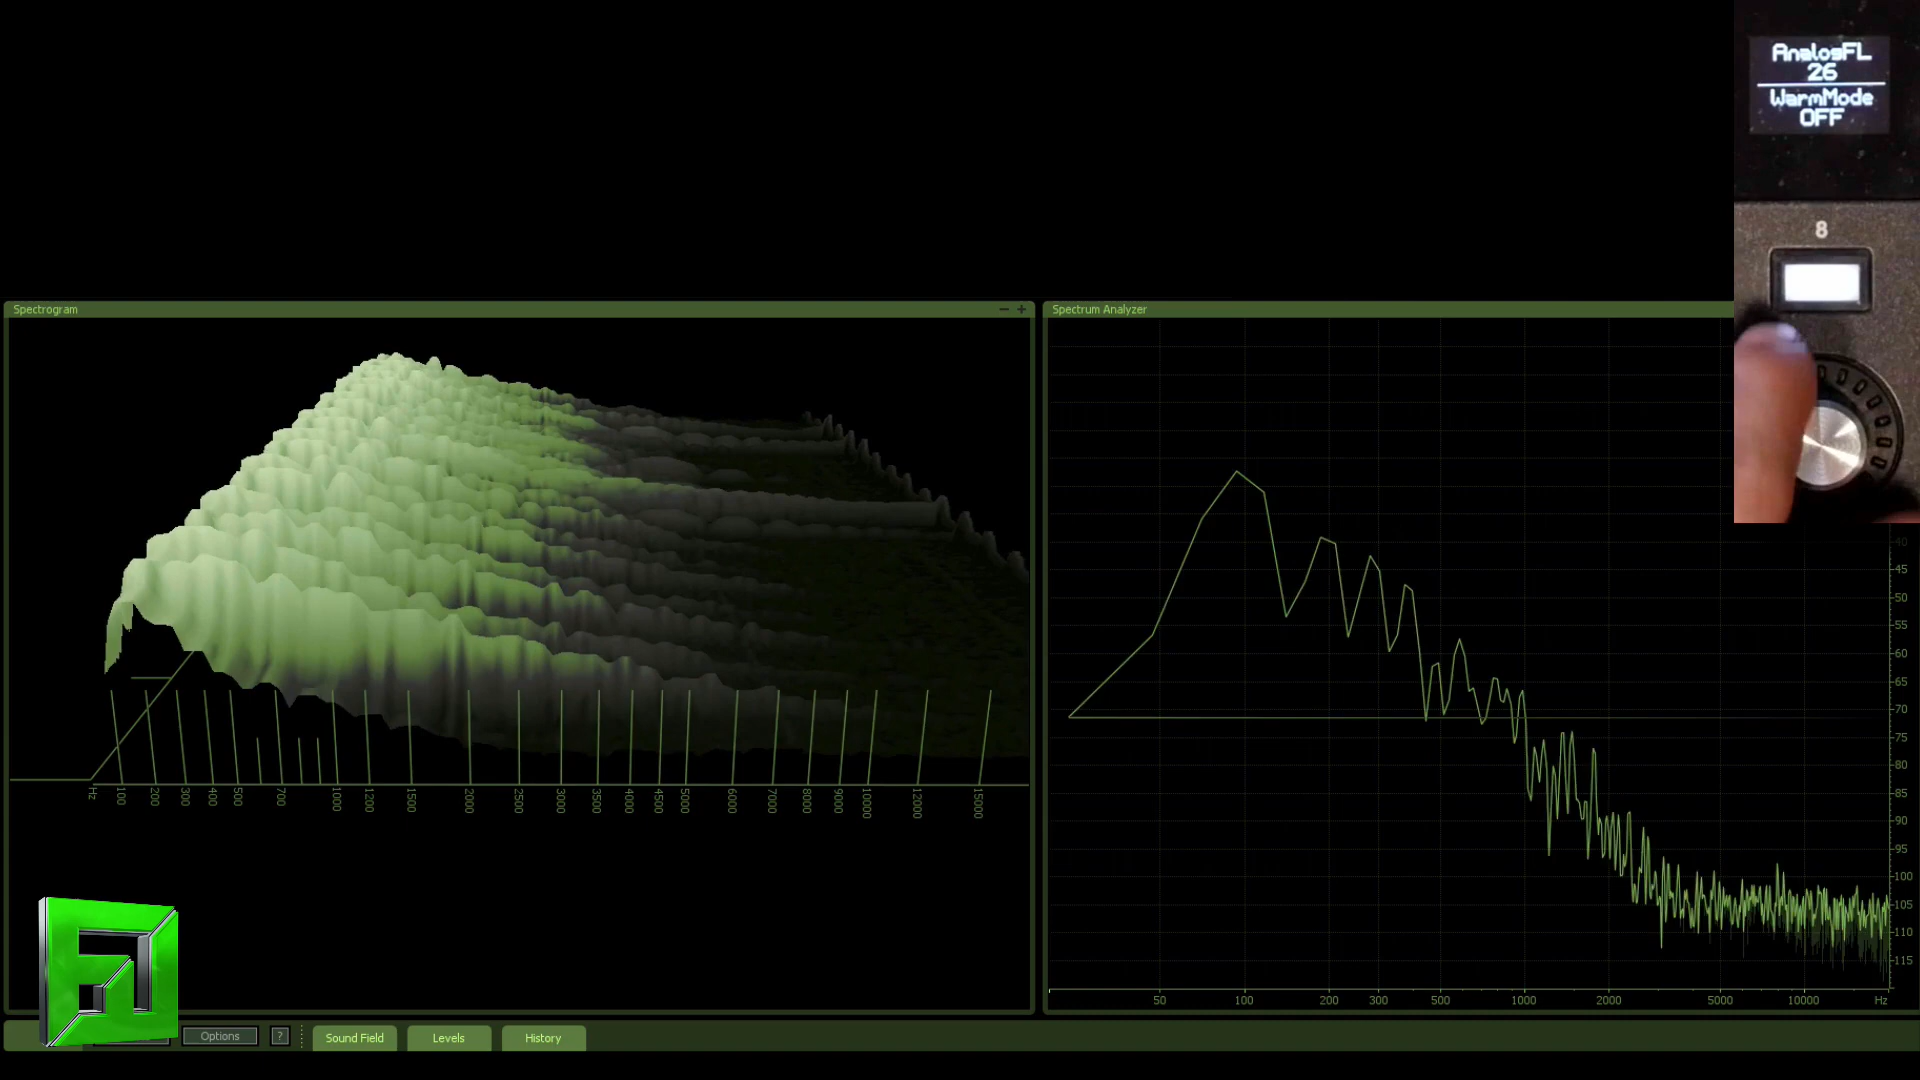 AnalogFL
26
WarmMode
OFF
8
Spectrogram
Spectrum Analyzer
40
45
50
55
60
65
70
75
80
85
90
95
100
105
110
115
Hz 100 200 300 400 500 700 1000 1200 1500 2000 2500 3000 3500 4000 4500 5000 6000 7000 8000 9000 10000 12000 15000
50 100 200 300 500 1000 2000 5000 10000 Hz
Options ? Sound Field Levels History